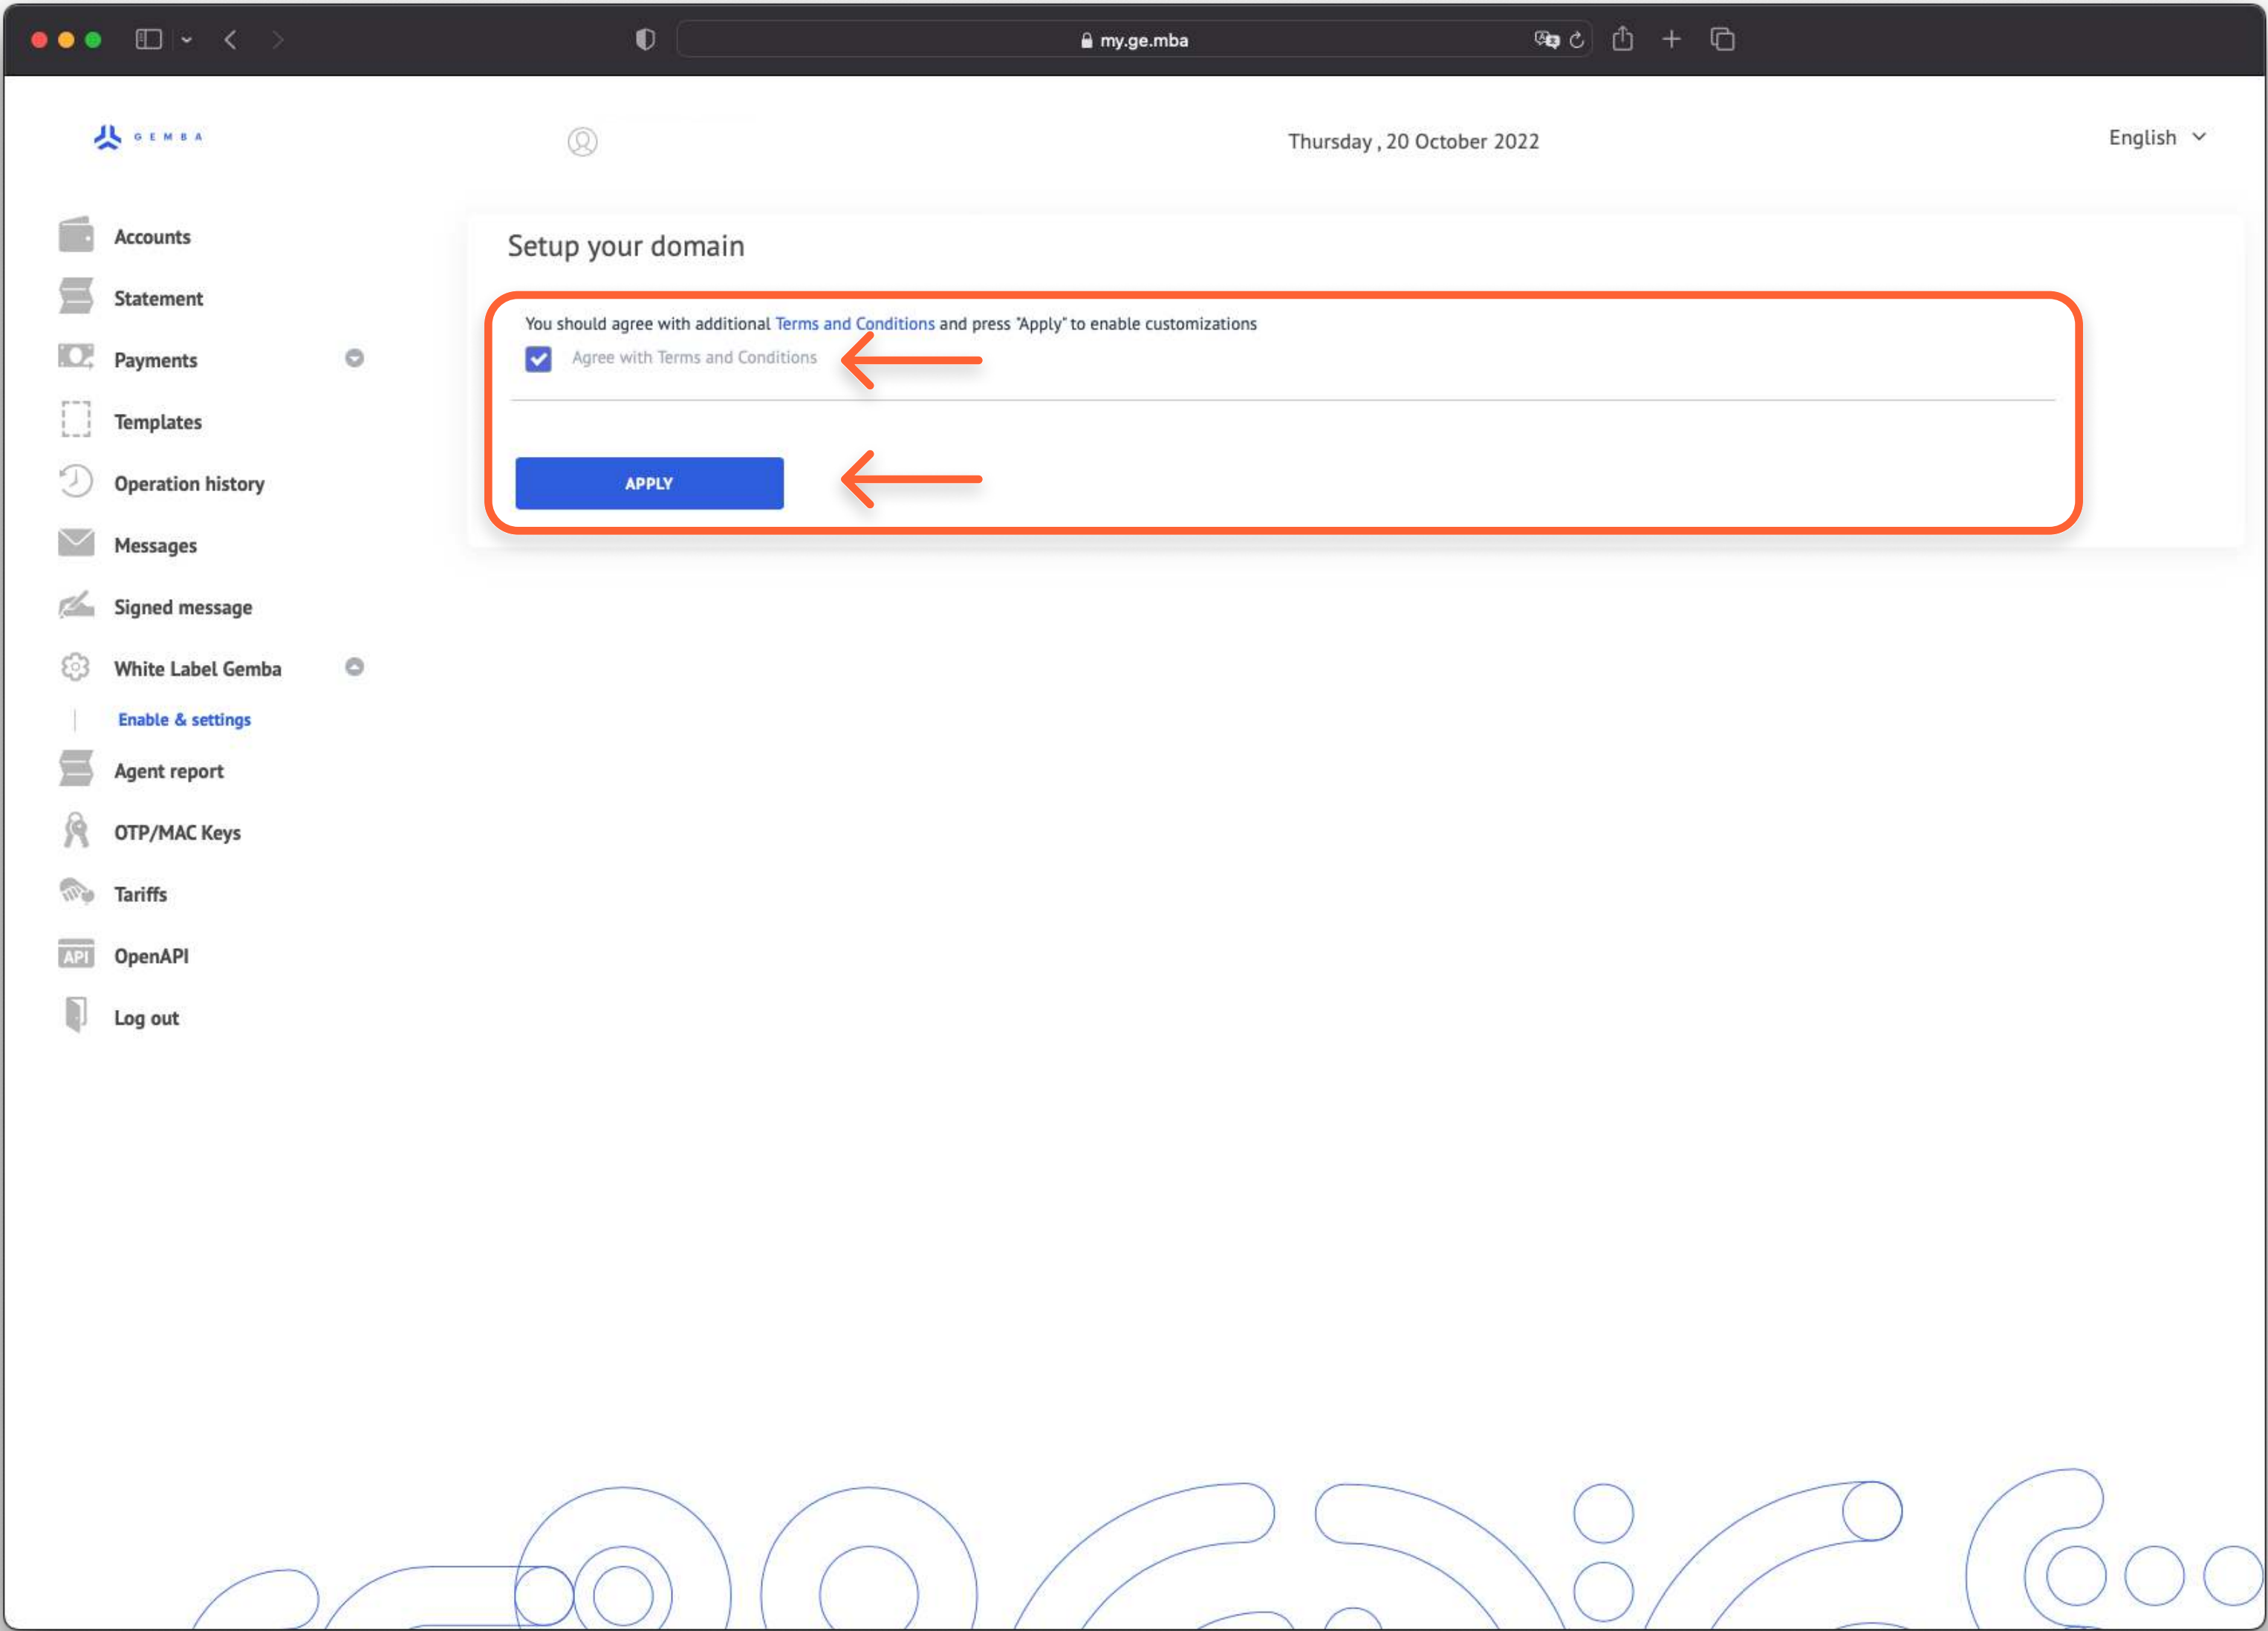 my.ge.mba
GEMBA
Thursday , 20 October 2022
English
Accounts
Statement
Payments
Templates
Operation history
Messages
Signed message
White Label Gemba
Enable & settings
Agent report
OTP/MAC Keys
Tariffs
API
OpenAPI
Log out
Setup your domain
You should agree with additional Terms and Conditions and press "Apply" to enable customizations
Agree with Terms and Conditions
APPLY